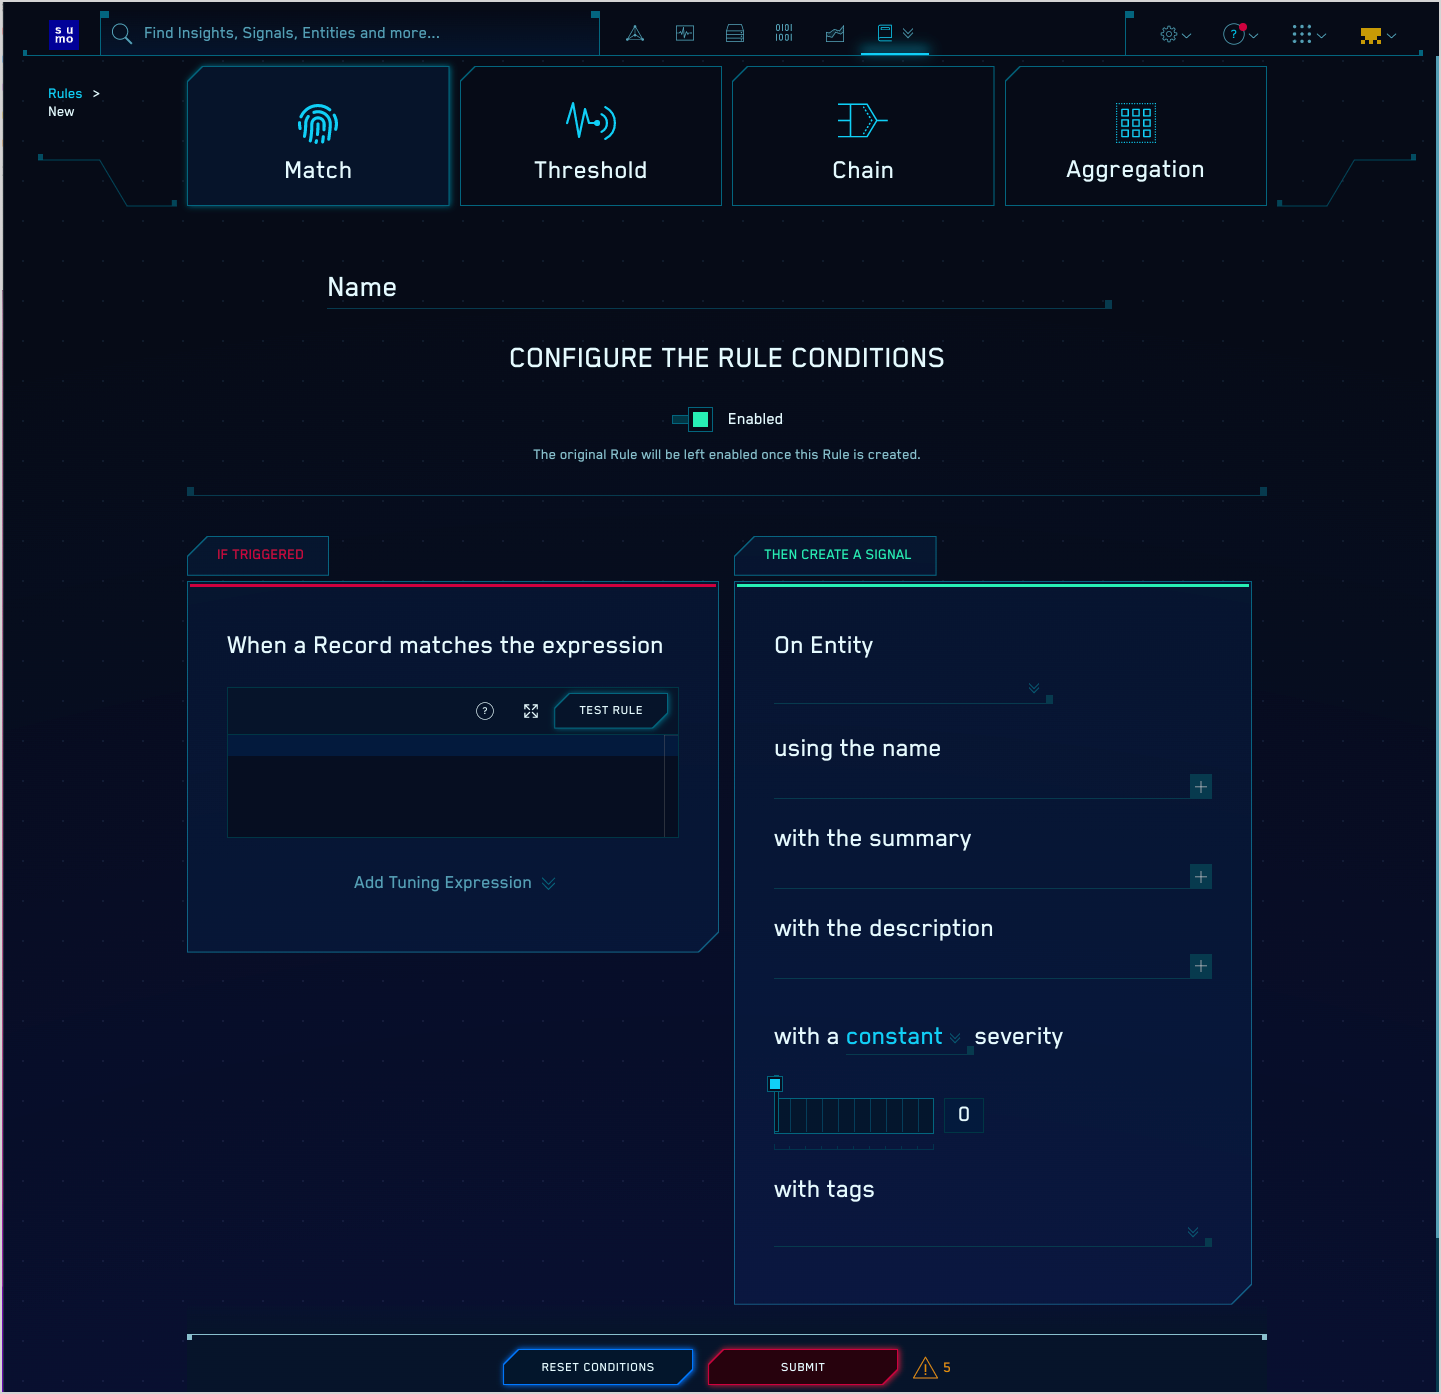 su
mo
Find Insights, Signals, Entities and more...
0101
1001
?
Rules >
New
Match
Threshold
Chain
Aggregation
Name
CONFIGURE THE RULE CONDITIONS
Enabled
The original Rule will be left enabled once this Rule is created.
IF TRIGGERED
When a Record matches the expression
?
TEST RULE
Add Tuning Expression
THEN CREATE A SIGNAL
On Entity
using the name
+
with the summary
+
with the description
+
with a constant severity
0
with tags
RESET CONDITIONS
SUBMIT
5